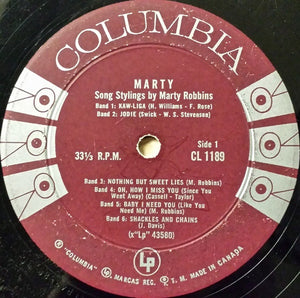 COLUMBIA
MARTY
Song Stylings by Marty Robbins
Band 1: KAW-LIGA (H. Williams - F. Rose)
Band 2: JODIE (Swick - W. S. Stevenson)
Side 1
33⅓ R.P.M.
CL 1189
Band 3: NOTHING BUT SWEET LIES (M. Robbins)
Band 4: OH, HOW I MISS YOU (Since You
Went Away) (Cassell - Taylor)
Band 5: BABY I NEED YOU (Like You
Need Me) (M. Robbins)
Band 6: SHACKLES AND CHAINS
(J. Davis)
(x"Lp" 43560)
® "COLUMBIA" MARCAS REG. LP ® T. M. MADE IN CANADA